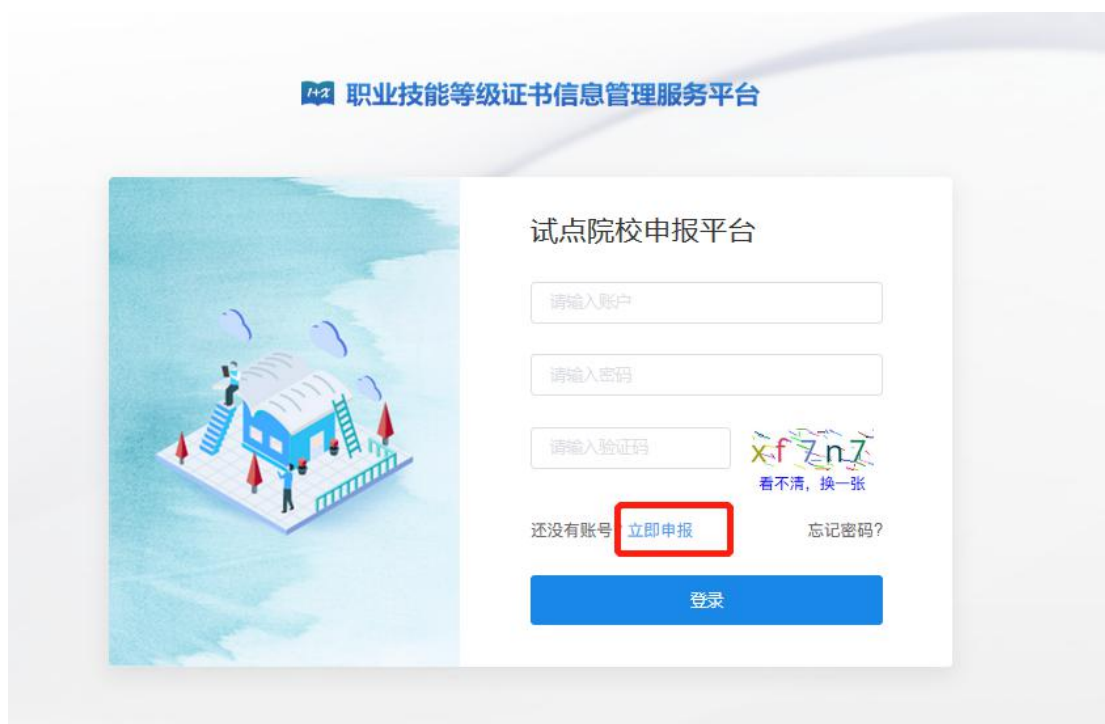 1+X 职业技能等级证书信息管理服务平台
试点院校申报平台
请输入账户
请输入密码
请输入验证码
xf7n7
看不清，换一张
还没有账号 立即申报 忘记密码?
登录